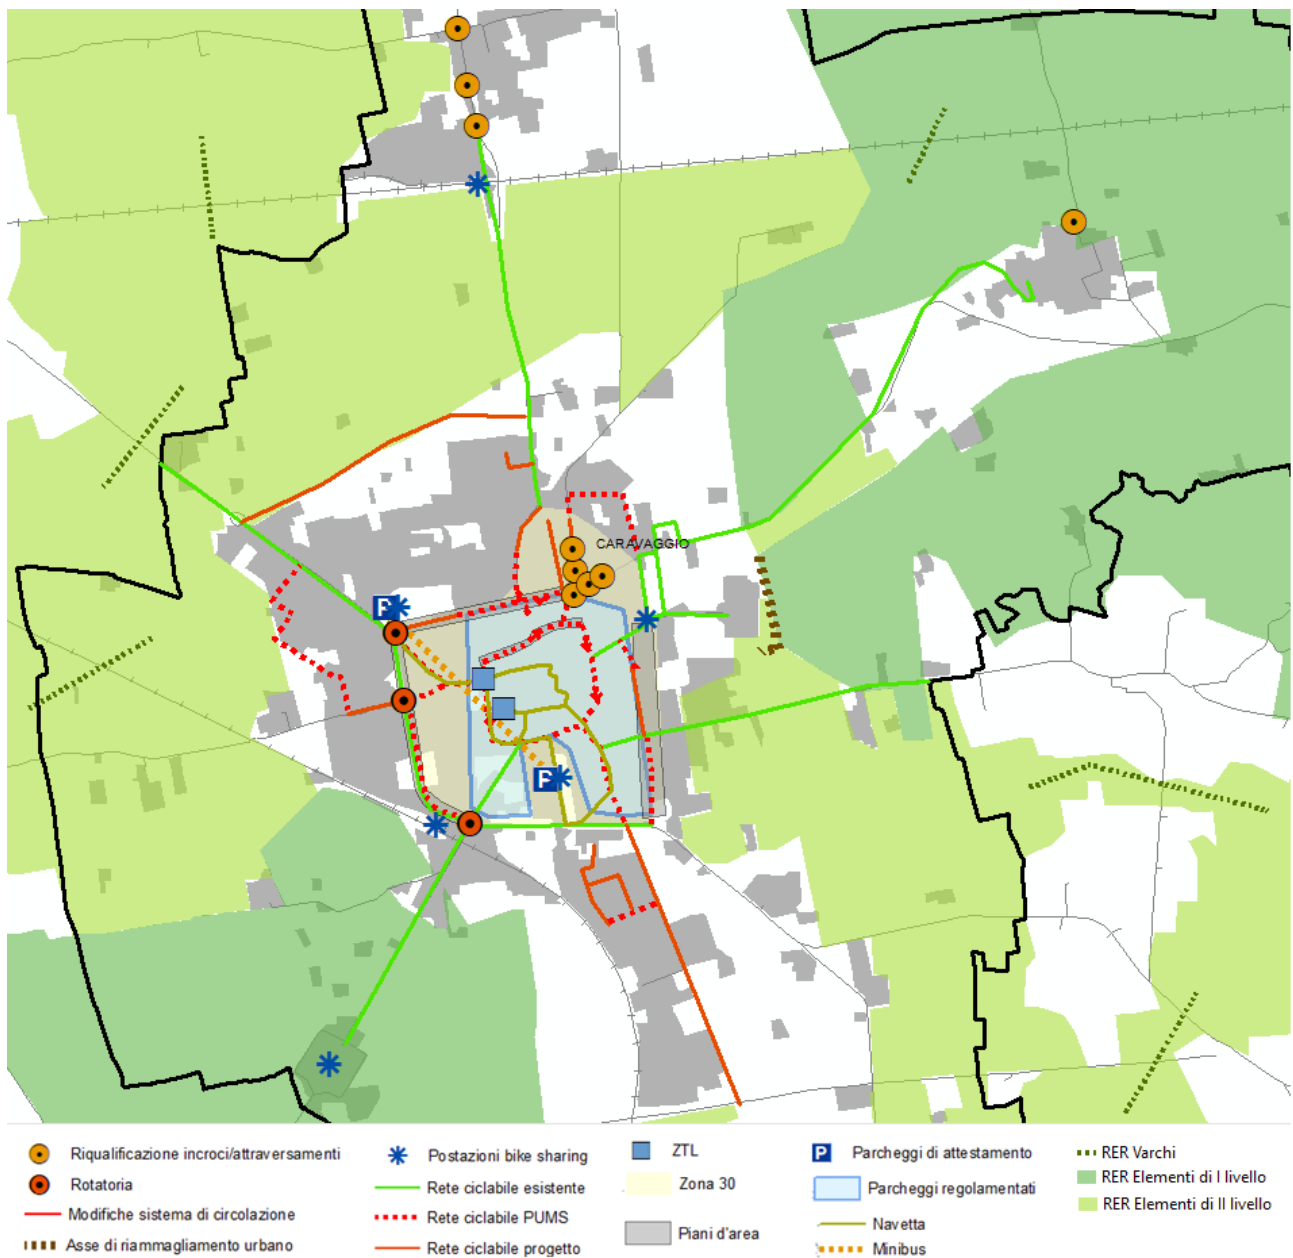 CARAVAGGIO
P
P
Riqualificazione incroci/attraversamenti
Rotatoria
Modifiche sistema di circolazione
Asse di riammagliamento urbano
Postazioni bike sharing
Rete ciclabile esistente
Rete ciclabile PUMS
Rete ciclabile progetto
ZTL
Zona 30
Piani d'area
P Parcheggi di attestamento
Parcheggi regolamentati
Navetta
Minibus
RER Varchi
RER Elementi di I livello
RER Elementi di II livello